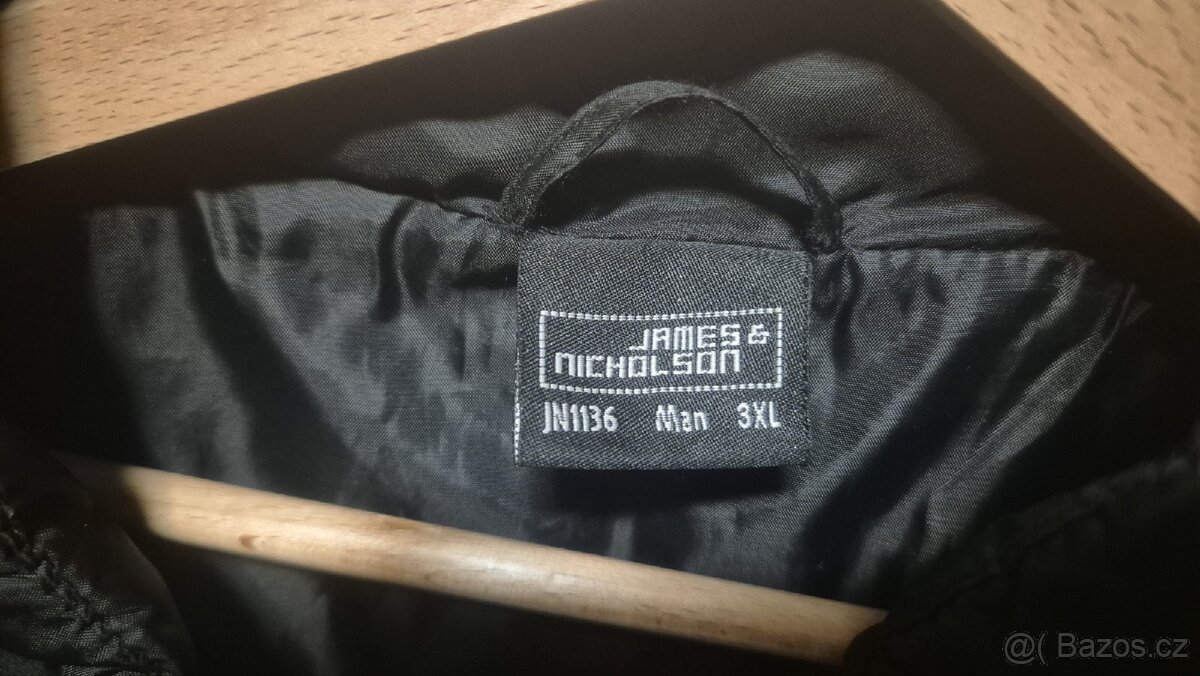 JAMES &
NICHOLSON
JN1136 Man 3XL
@( Bazos.cz